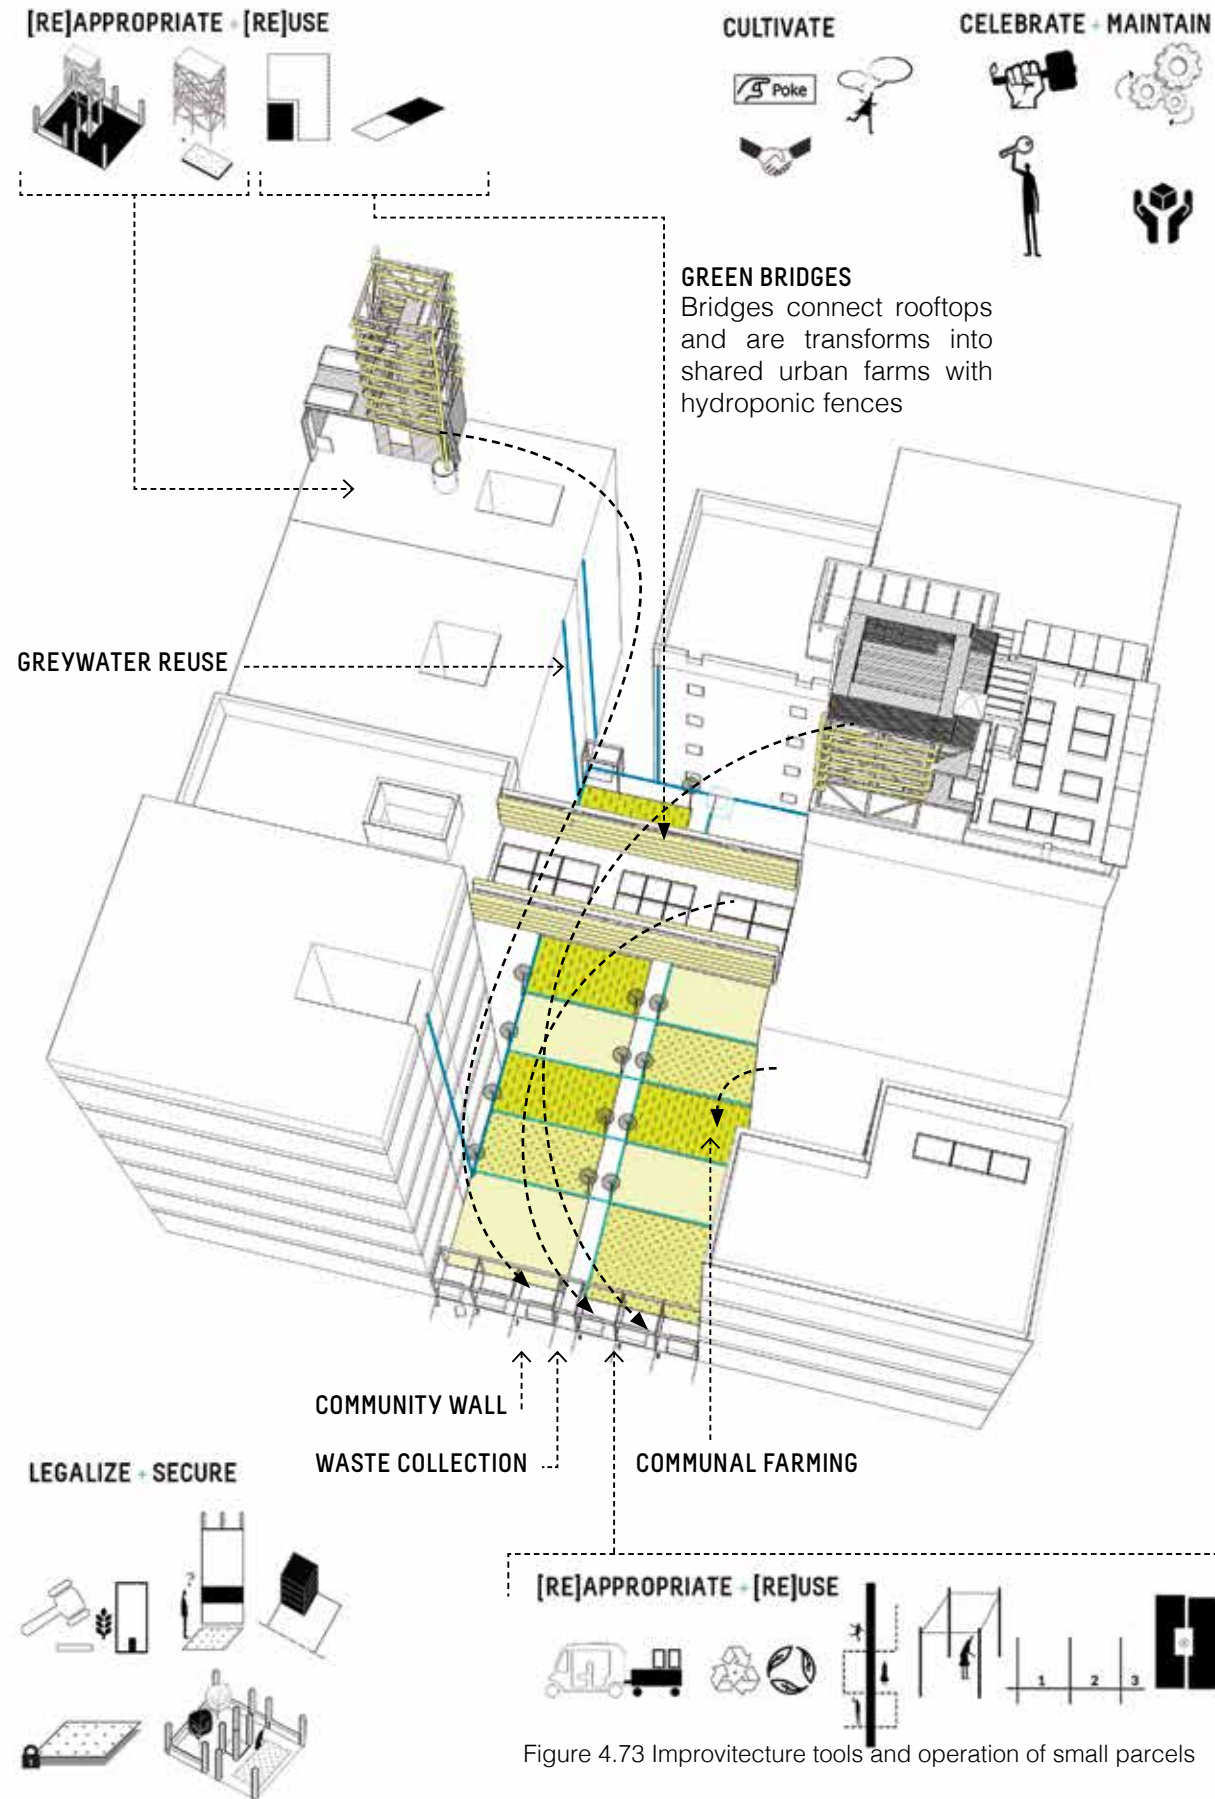 [RE]APPROPRIATE + [RE]USE
CULTIVATE
CELEBRATE + MAINTAIN
Poke
GREEN BRIDGES
Bridges connect rooftops
and are transforms into
shared urban farms with
hydroponic fences
GREYWATER REUSE
COMMUNITY WALL
WASTE COLLECTION
COMMUNAL FARMING
LEGALIZE + SECURE
?
[RE]APPROPRIATE + [RE]USE
1 2 3
Figure 4.73 Improvitecture tools and operation of small parcels